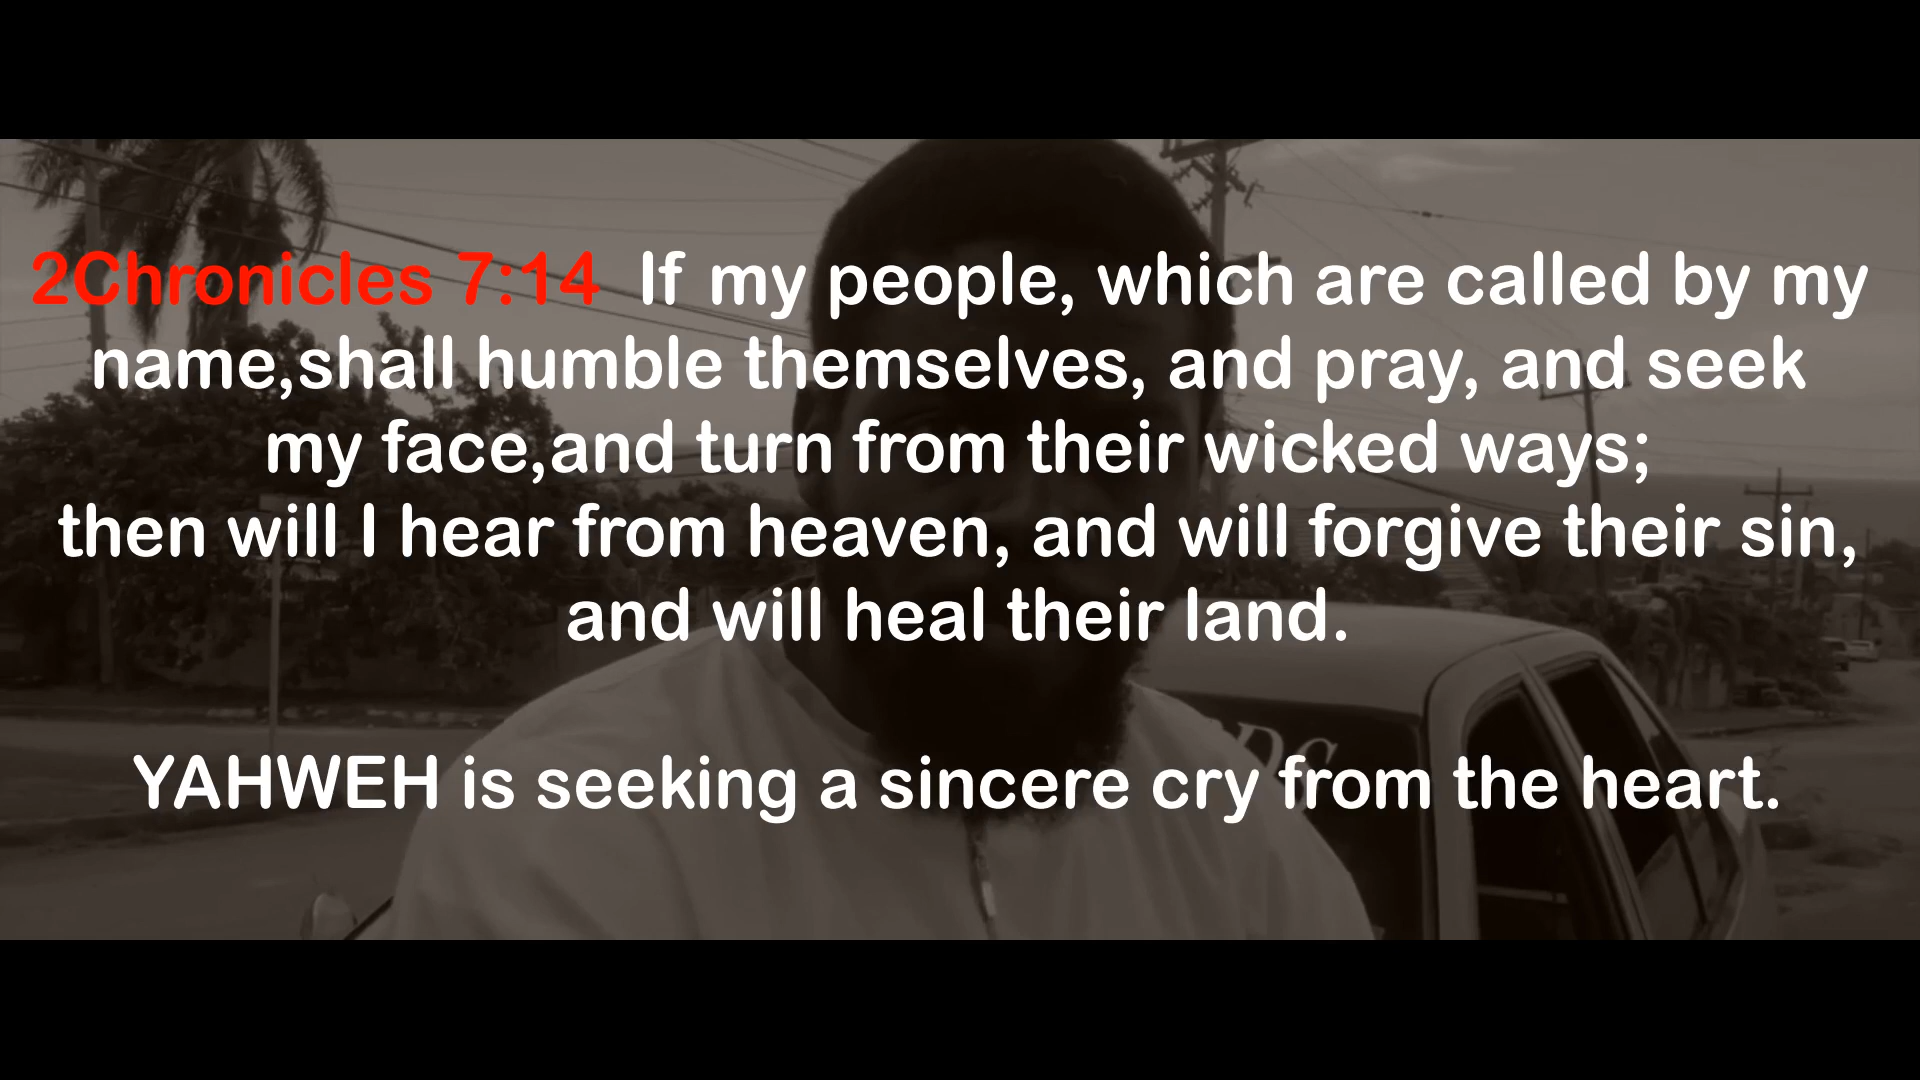 2Chronicles 7:14 If my people, which are called by my
name,shall humble themselves, and pray, and seek
my face,and turn from their wicked ways;
then will I hear from heaven, and will forgive their sin,
and will heal their land.
YAHWEH is seeking a sincere cry from the heart.